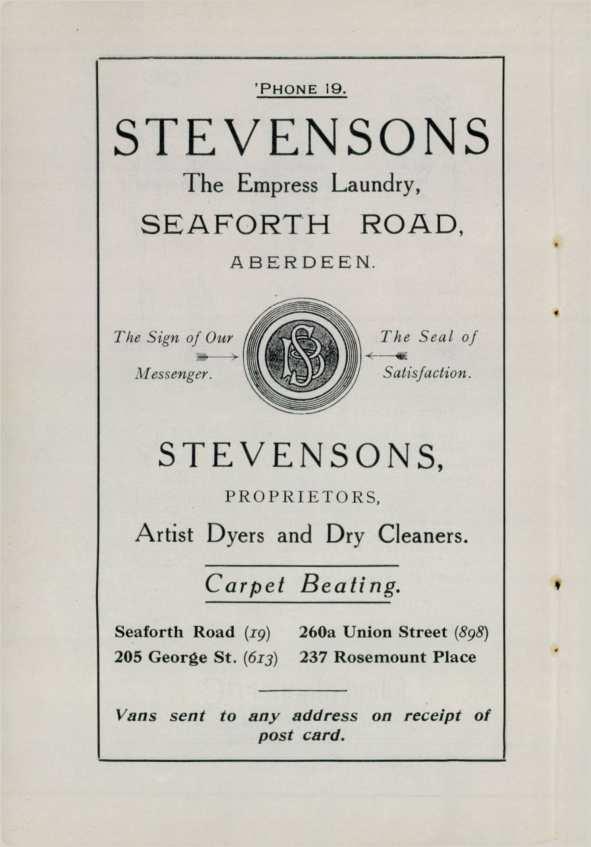 'PHONE 19.
STEVENSONS
The Empress Laundry,
SEAFORTH ROAD,
ABERDEEN.
The Sign of Our
Messenger.
The Seal of
Satisfaction.
STEVENSONS,
PROPRIETORS,
Artist Dyers and Dry Cleaners.
Carpet Beating.
Seaforth Road (19) 260a Union Street (898)
205 George St. (613) 237 Rosemount Place
Vans sent to any address on receipt of
post card.